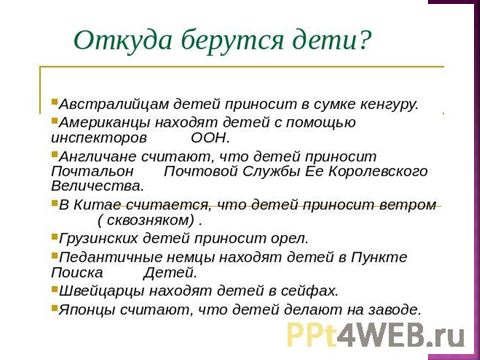 Откуда берутся дети?
Австралийцам детей приносит в сумке кенгуру.
Американцы находят детей с помощью
инспекторов ООН.
Англичане считают, что детей приносит
Почтальон Почтовой Службы Ее Королевского
Величества.
В Китае считается, что детей приносит ветром
( сквозняком) .
Грузинских детей приносит орел.
Педантичные немцы находят детей в Пункте
Поиска Детей.
Швейцарцы находят детей в сейфах.
Японцы считают, что детей делают на заводе.
PPt4WEB.ru